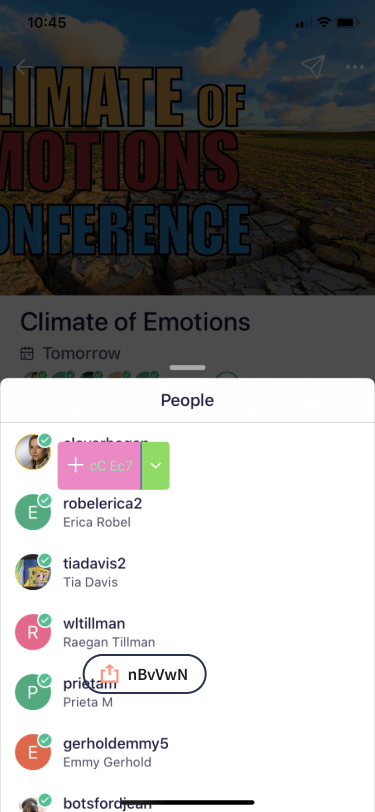 10:45
LIMATE OF
MOTIONS
ONFERENCE
Climate of Emotions
Tomorrow
People
cC Ec7
E
robelerica2
Erica Robel
tiadavis2
Tia Davis
R
wltillman
Raegan Tillman
nBvVwN
P
prietam
Prieta M
E
gerholdemmy5
Emmy Gerhold
botsfordjean